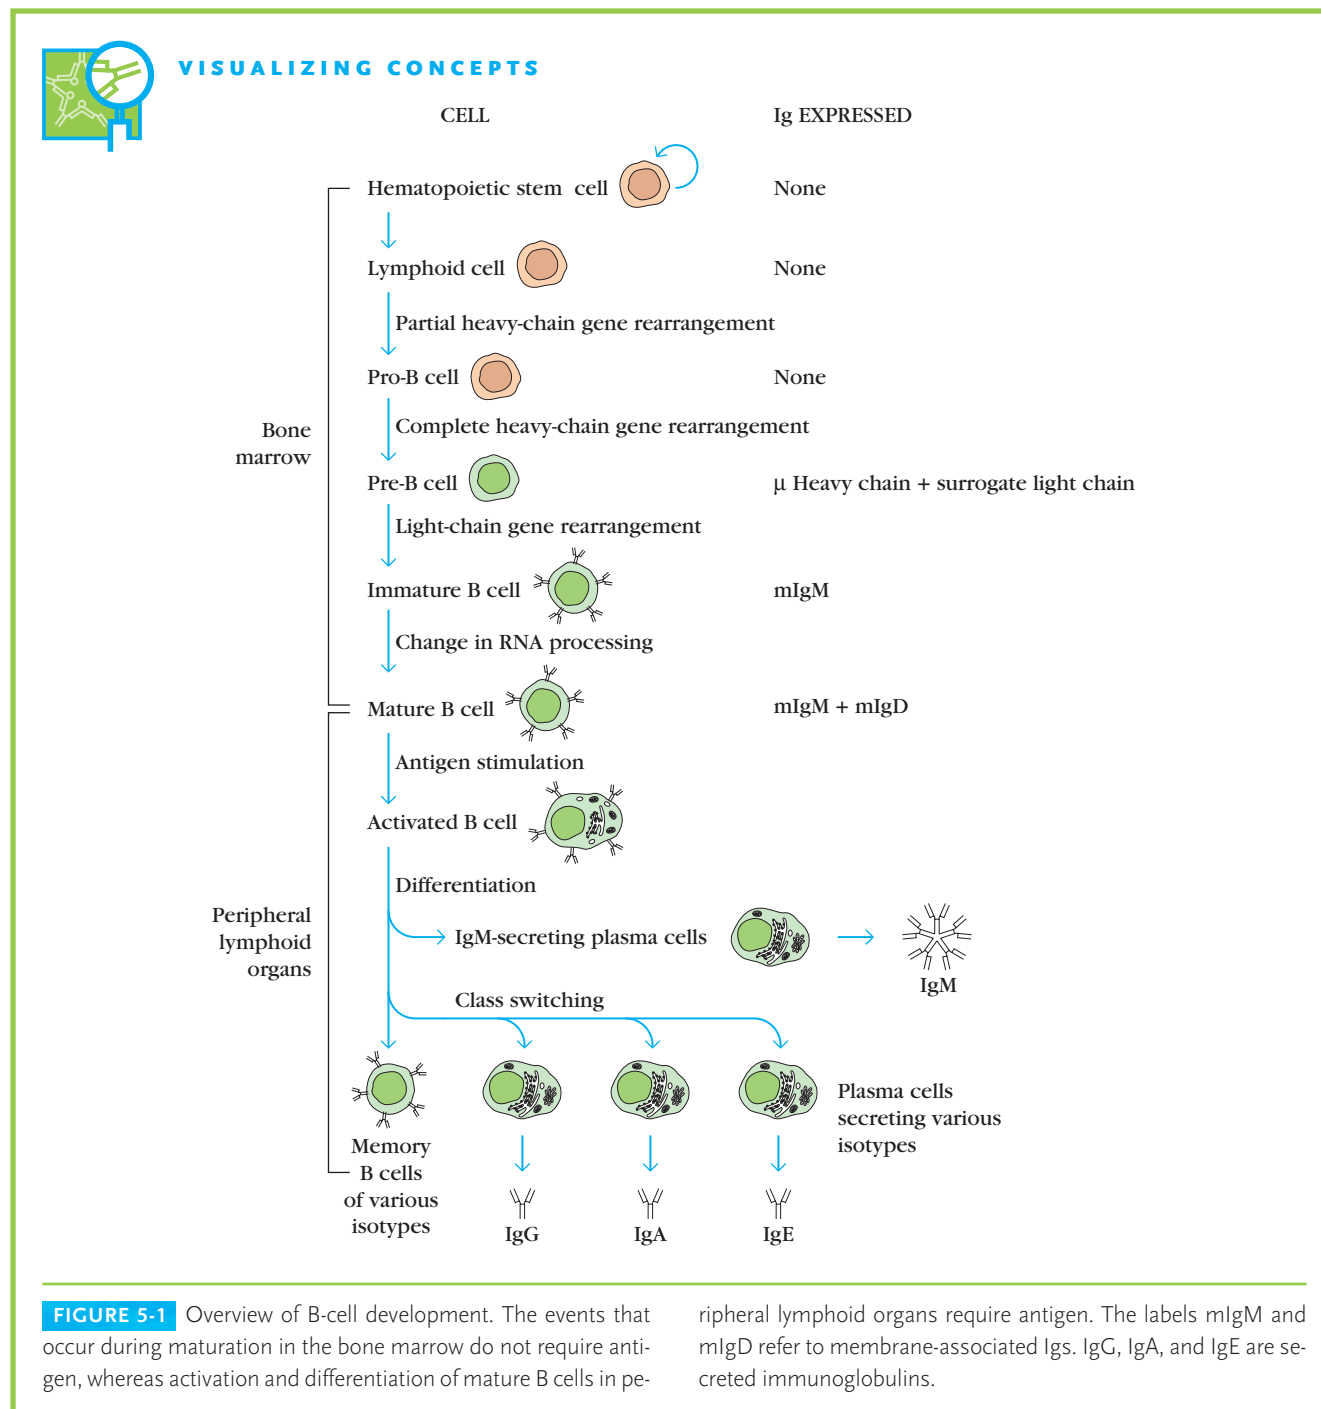 VISUALIZING CONCEPTS
CELL
Ig EXPRESSED
Hematopoietic stem cell
None
Lymphoid cell
None
Partial heavy-chain gene rearrangement
Pro-B cell
None
Complete heavy-chain gene rearrangement
Bone
marrow
Pre-B cell
μ Heavy chain + surrogate light chain
Light-chain gene rearrangement
Immature B cell
mIgM
Change in RNA processing
Mature B cell
mIgM + mIgD
Antigen stimulation
Activated B cell
Differentiation
Peripheral
lymphoid
organs
IgM-secreting plasma cells
IgM
Class switching
Plasma cells
secreting various
isotypes
Memory
B cells
of various
isotypes
IgG
IgA
IgE
FIGURE 5-1 Overview of B-cell development. The events that
occur during maturation in the bone marrow do not require anti-
gen, whereas activation and differentiation of mature B cells in pe-
ripheral lymphoid organs require antigen. The labels mIgM and
mIgD refer to membrane-associated Igs. IgG, IgA, and IgE are se-
creted immunoglobulins.